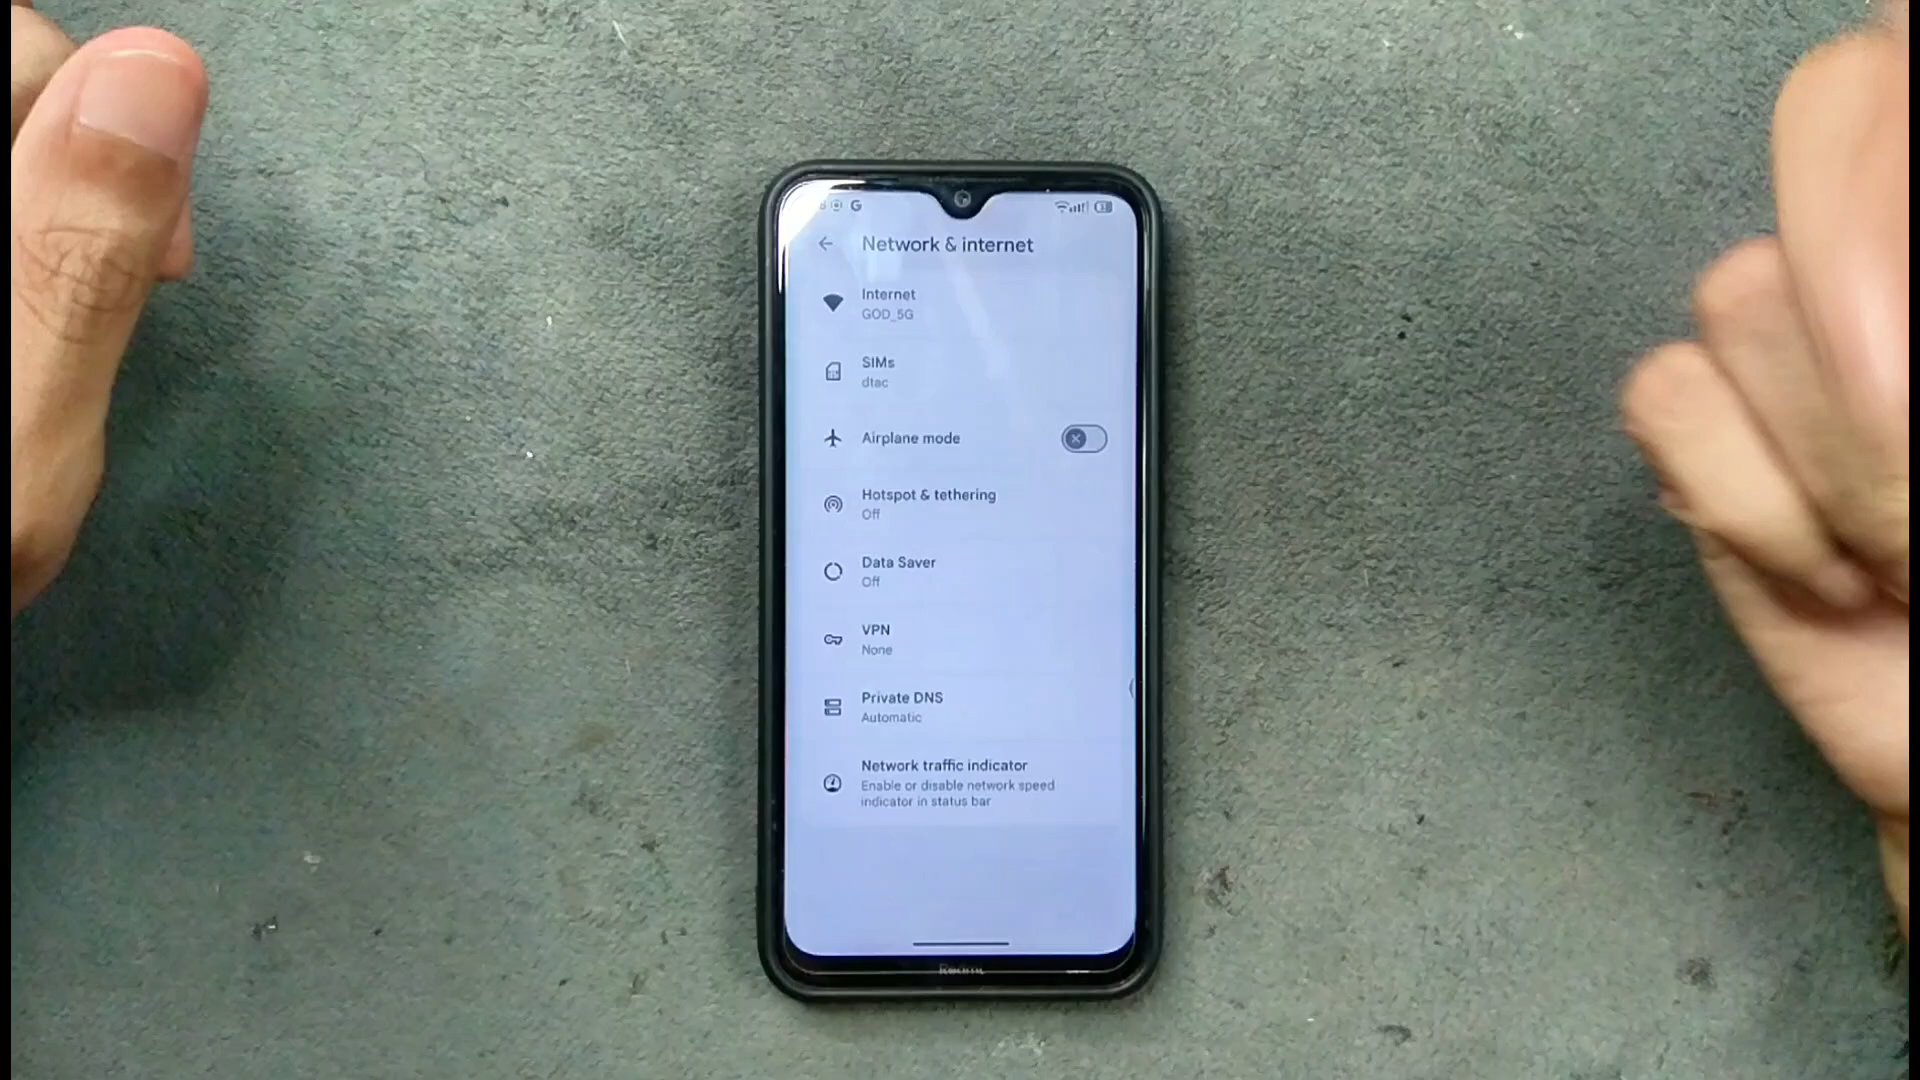 G
Network & internet
Internet
GOD_5G
SIMs
dtac
Airplane mode
Hotspot & tethering
Off
Data Saver
Off
VPN
None
Private DNS
Automatic
Network traffic indicator
Enable or disable network speed
indicator in status bar